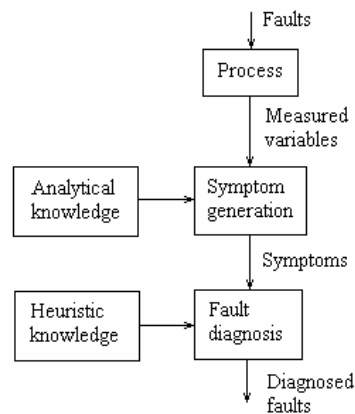 Faults
Process
Measured
variables
Analytical
knowledge
Symptom
generation
Symptoms
Heuristic
knowledge
Fault
diagnosis
Diagnosed
faults